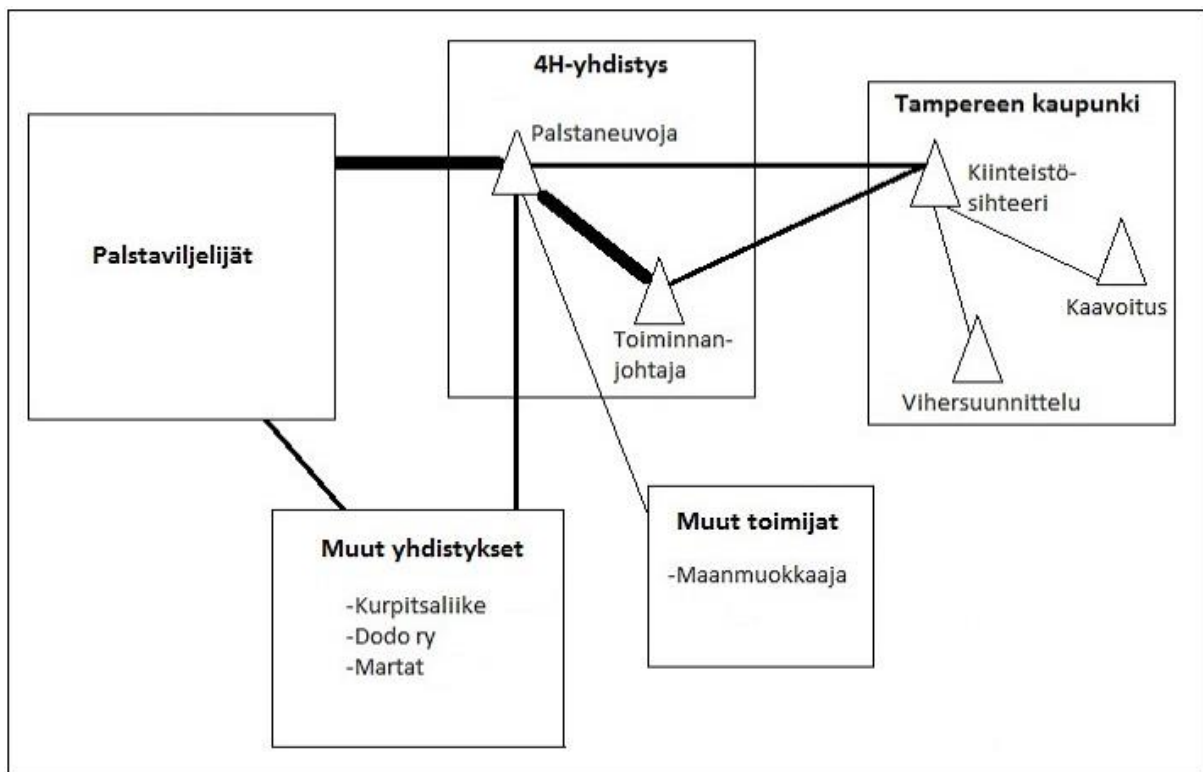 4H-yhdistys
Palstaneuvoja
Toiminnan-
johtaja
Tampereen kaupunki
Kiinteistö-
sihteeri
Kaavoitus
Vihersuunnittelu
Palstaviljelijät
Muut yhdistykset
-Kurpitsaliike
-Dodo ry
-Martat
Muut toimijat
-Maanmuokkaaja